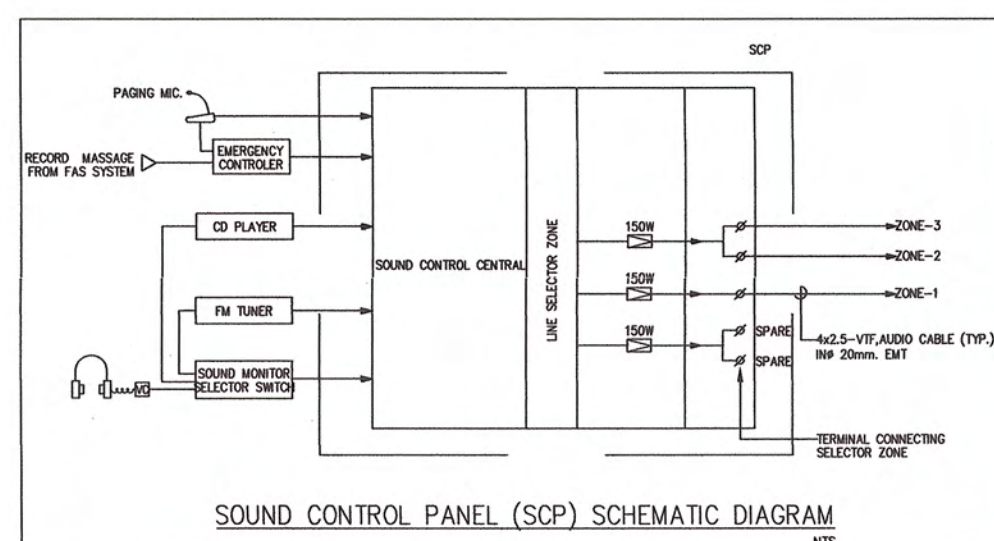 SCP
PAGING MIC.
EMERGENCY
CONTROLER
RECORD MASSAGE
FROM FAS SYSTEM
CD PLAYER
FM TUNER
SOUND MONITOR
SELECTOR SWITCH
VC
SOUND CONTROL CENTRAL
LINE SELECTOR ZONE
150W
150W
150W
ZONE-3
ZONE-2
ZONE-1
SPARE
SPARE
4x2.5-VTF,AUDIO CABLE (TYP.)
INø 20mm. EMT
TERMINAL CONNECTING
SELECTOR ZONE
SOUND CONTROL PANEL (SCP) SCHEMATIC DIAGRAM
NTS